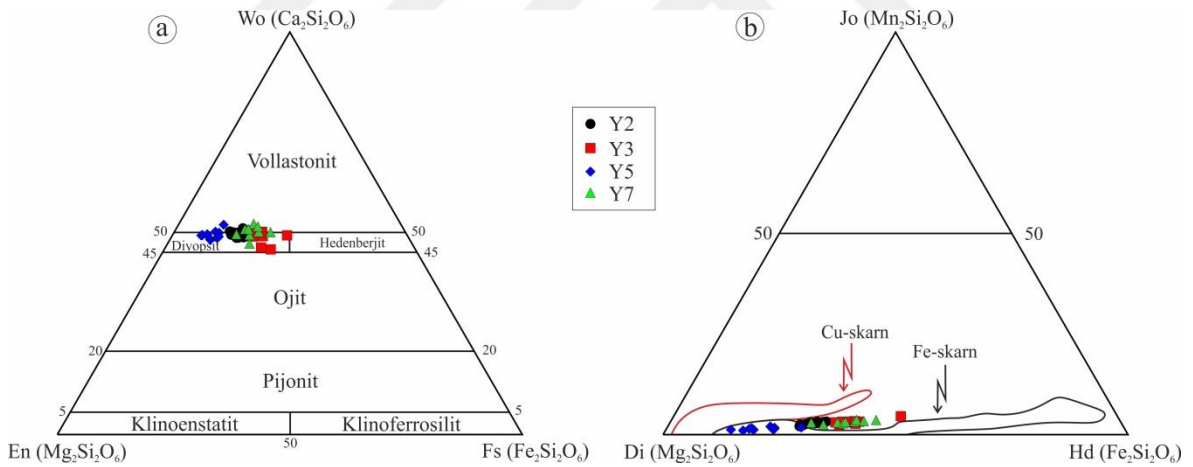 a
Wo (Ca₂Si₂O₆)
Vollastonit
50
50
Divopsit
Hedenberjit
45
45
Ojit
20
20
Pijonit
5
5
Klinoenstatit
Klinoferrosilit
En (Mg₂Si₂O₆)
50
Fs (Fe₂Si₂O₆)
Y2
Y3
Y5
Y7
b
Jo (Mn₂Si₂O₆)
50
50
Cu-skarn
Fe-skarn
Di (Mg₂Si₂O₆)
Hd (Fe₂Si₂O₆)